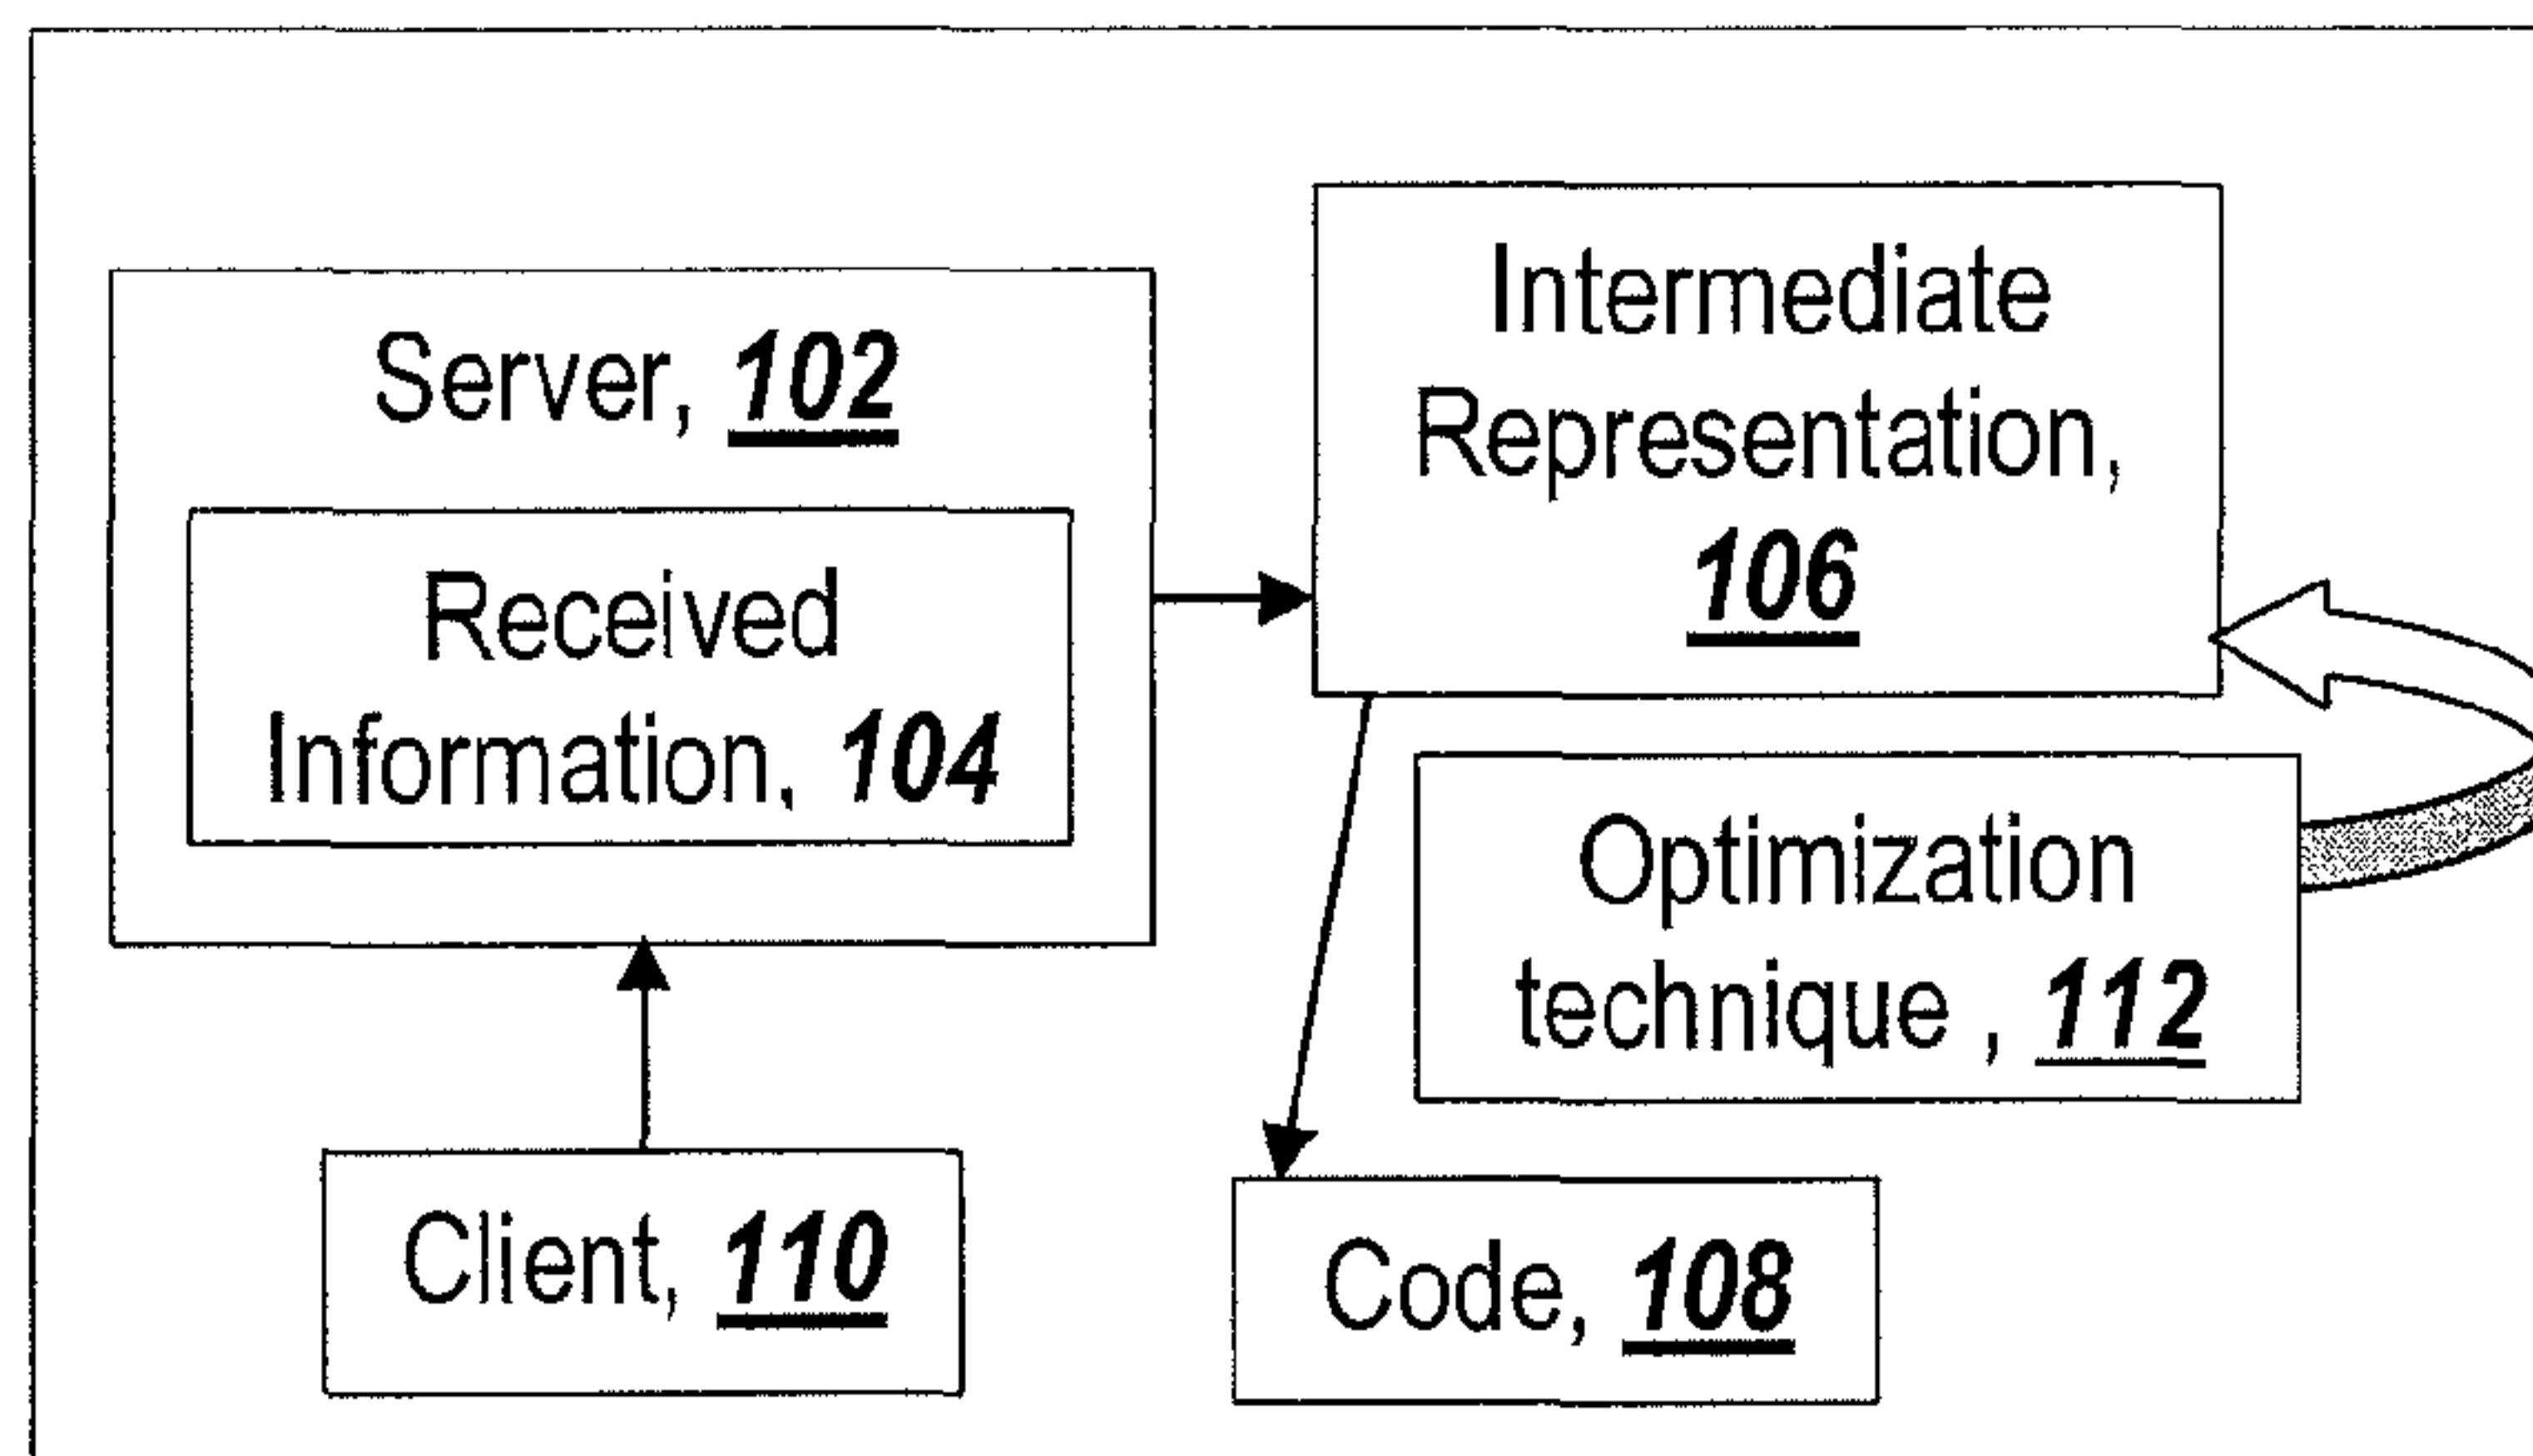 Server, 102
Received
Information, 104
Intermediate
Representation,
106
Optimization
technique , 112
Client, 110
Code, 108